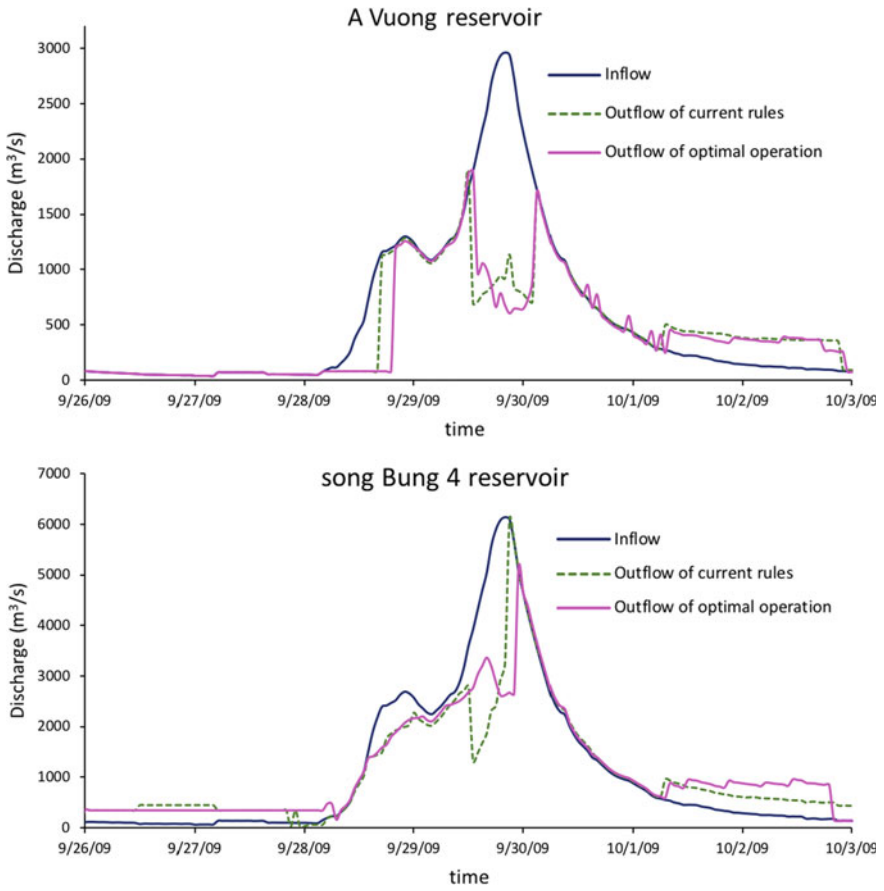 A Vuong reservoir
3000
2500
2000
1500
1000
500
0
Discharge (m³/s)
Inflow
Outflow of current rules
Outflow of optimal operation
9/26/09 9/27/09 9/28/09 9/29/09 9/30/09 10/1/09 10/2/09 10/3/09
time
song Bung 4 reservoir
7000
6000
5000
4000
3000
2000
1000
0
Discharge (m³/s)
Inflow
Outflow of current rules
Outflow of optimal operation
9/26/09 9/27/09 9/28/09 9/29/09 9/30/09 10/1/09 10/2/09 10/3/09
time